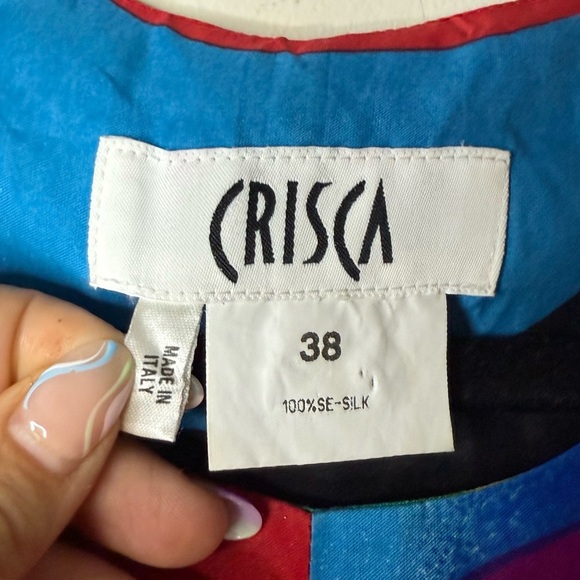 CRISCA
MADE IN
ITALY
38
100%SE-SILK